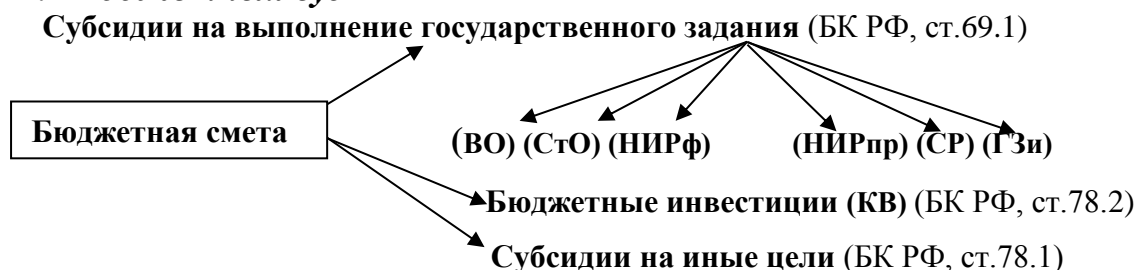 Субсидии на выполнение государственного задания (БК РФ, ст.69.1)
Бюджетная смета
(ВО) (СтО) (НИРф) (НИРпр) (СР) (ГЗи)
Бюджетные инвестиции (КВ) (БК РФ, ст.78.2)
Субсидии на иные цели (БК РФ, ст.78.1)